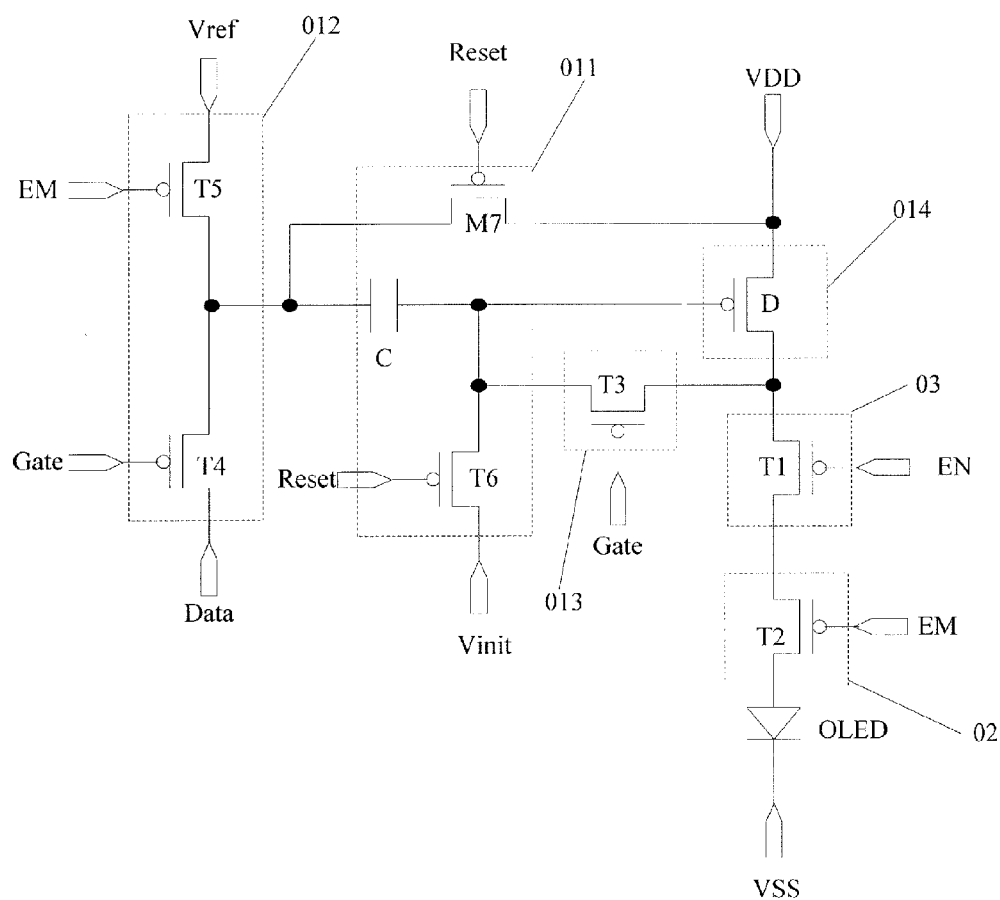 Vref
012
Reset
011
VDD
EM
T5
M7
014
D
C
T3
03
Gate
T4
Reset
T6
T1
EN
Gate
013
Data
Vinit
T2
EM
OLED
02
VSS